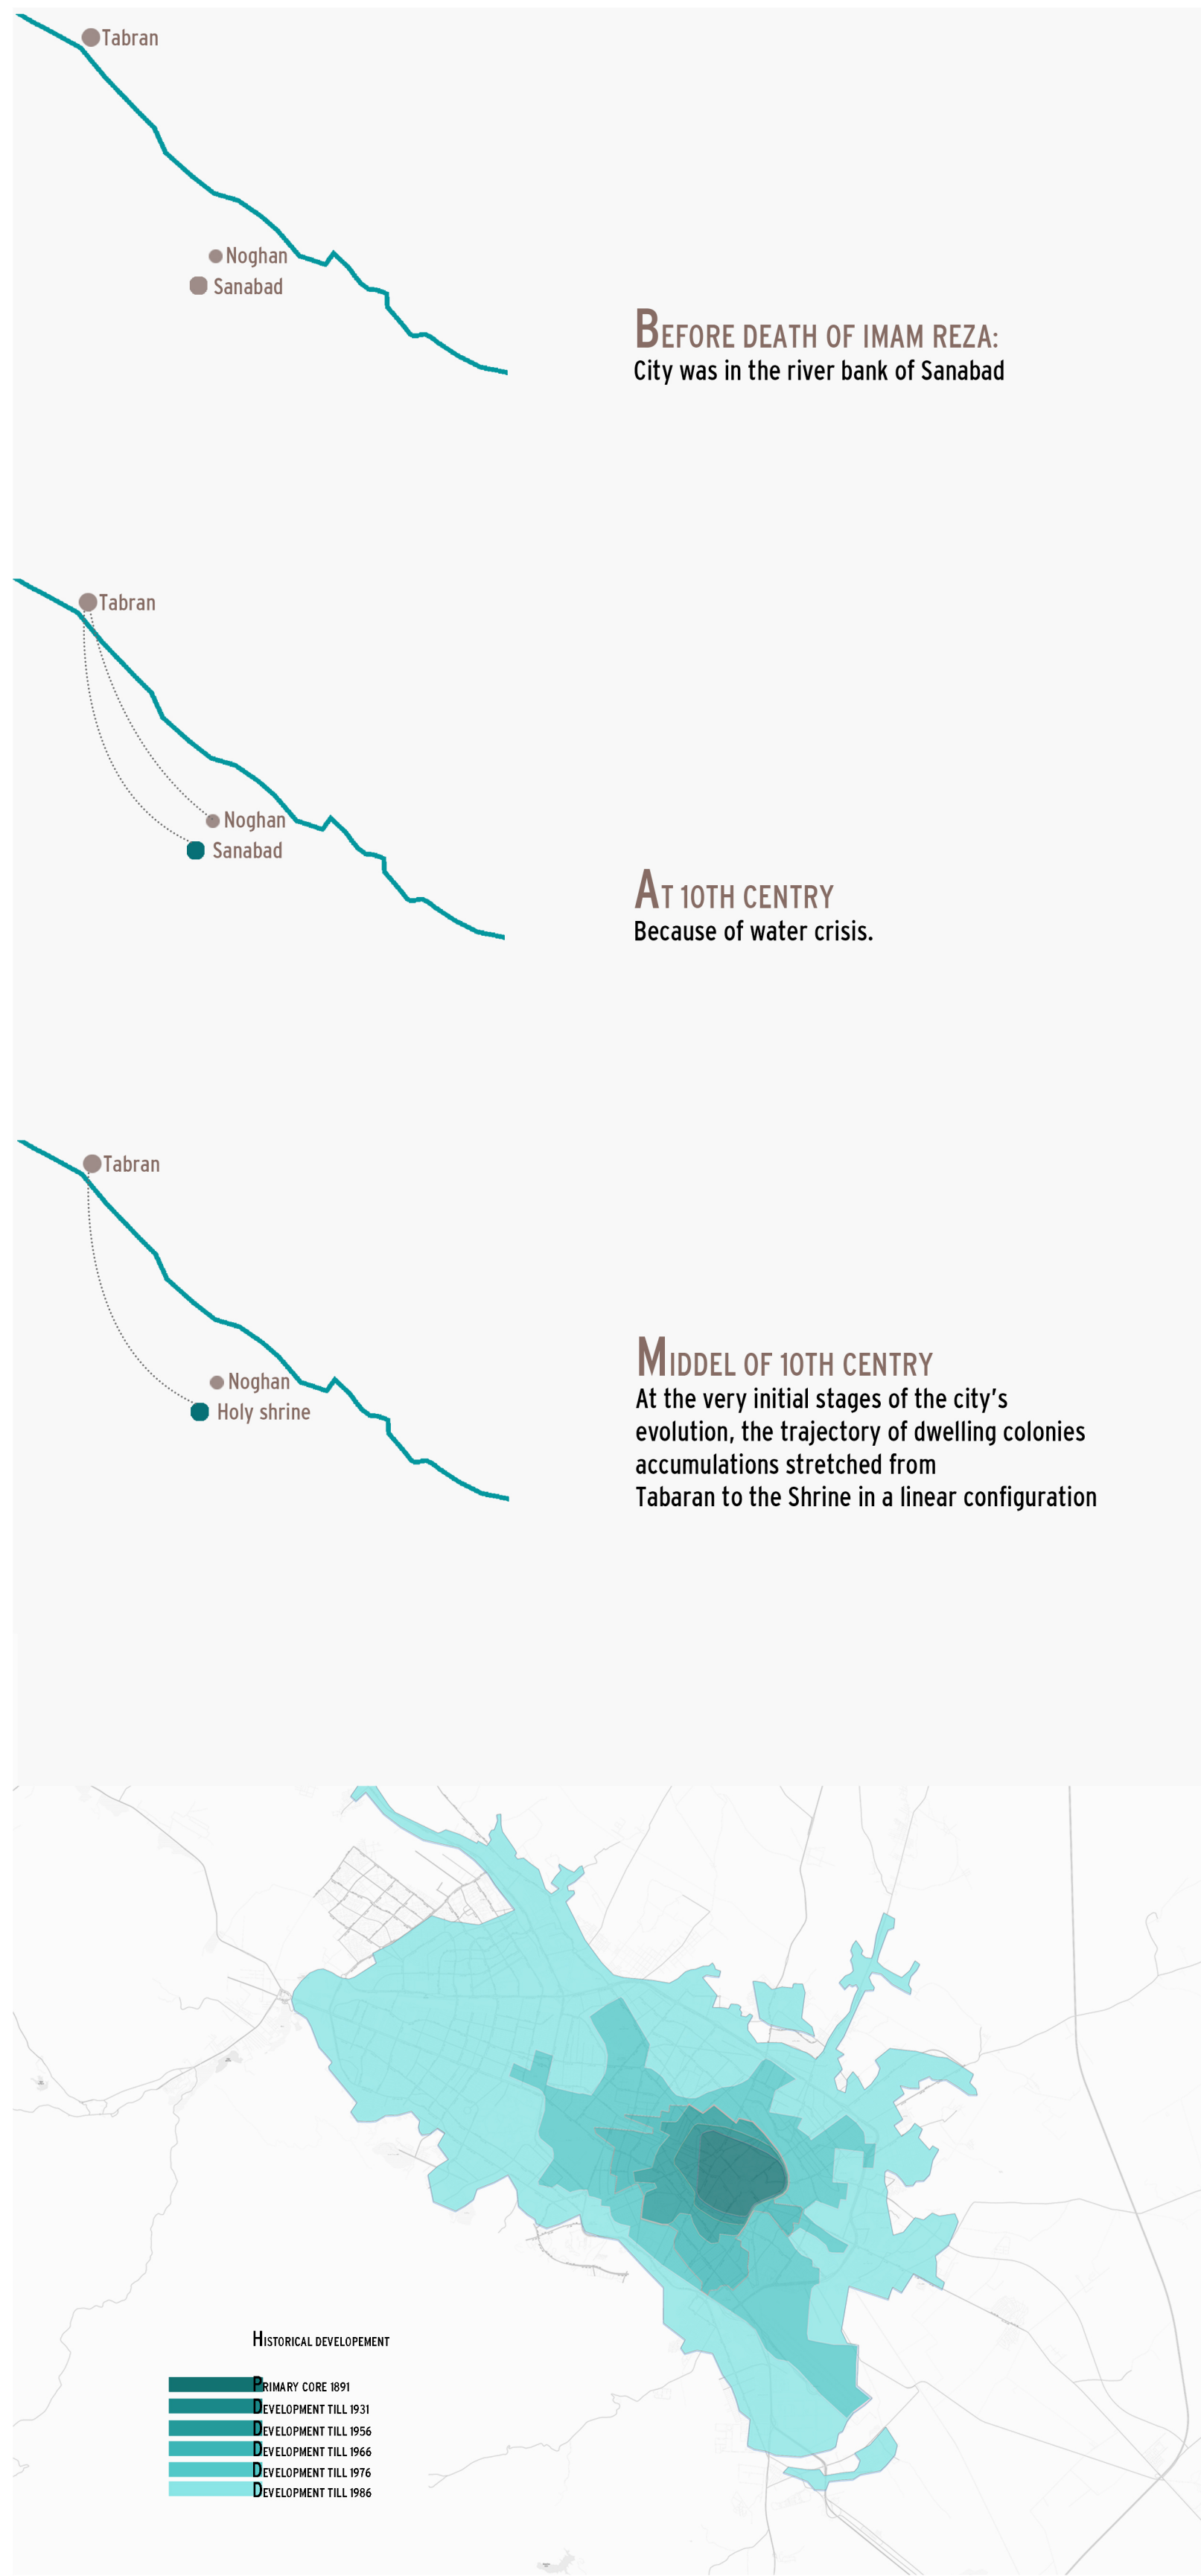 Tabran
Noghan
Sanabad
BEFORE DEATH OF IMAM REZA:
City was in the river bank of Sanabad
Tabran
Noghan
Sanabad
AT 10TH CENTRY
Because of water crisis.
Tabran
Noghan
Holy shrine
MIDDEL OF 10TH CENTRY
At the very initial stages of the city's
evolution, the trajectory of dwelling colonies
accumulations stretched from
Tabaran to the Shrine in a linear configuration
HISTORICAL DEVELOPEMENT
PRIMARY CORE 1891
DEVELOPMENT TILL 1931
DEVELOPMENT TILL 1956
DEVELOPMENT TILL 1966
DEVELOPMENT TILL 1976
DEVELOPMENT TILL 1986